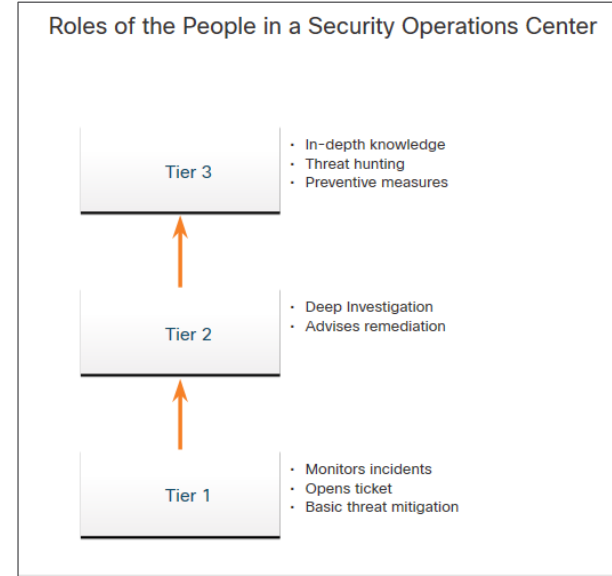 Roles of the People in a Security Operations Center
Tier 3
• In-depth knowledge
• Threat hunting
• Preventive measures
Tier 2
• Deep Investigation
• Advises remediation
Tier 1
• Monitors incidents
• Opens ticket
• Basic threat mitigation